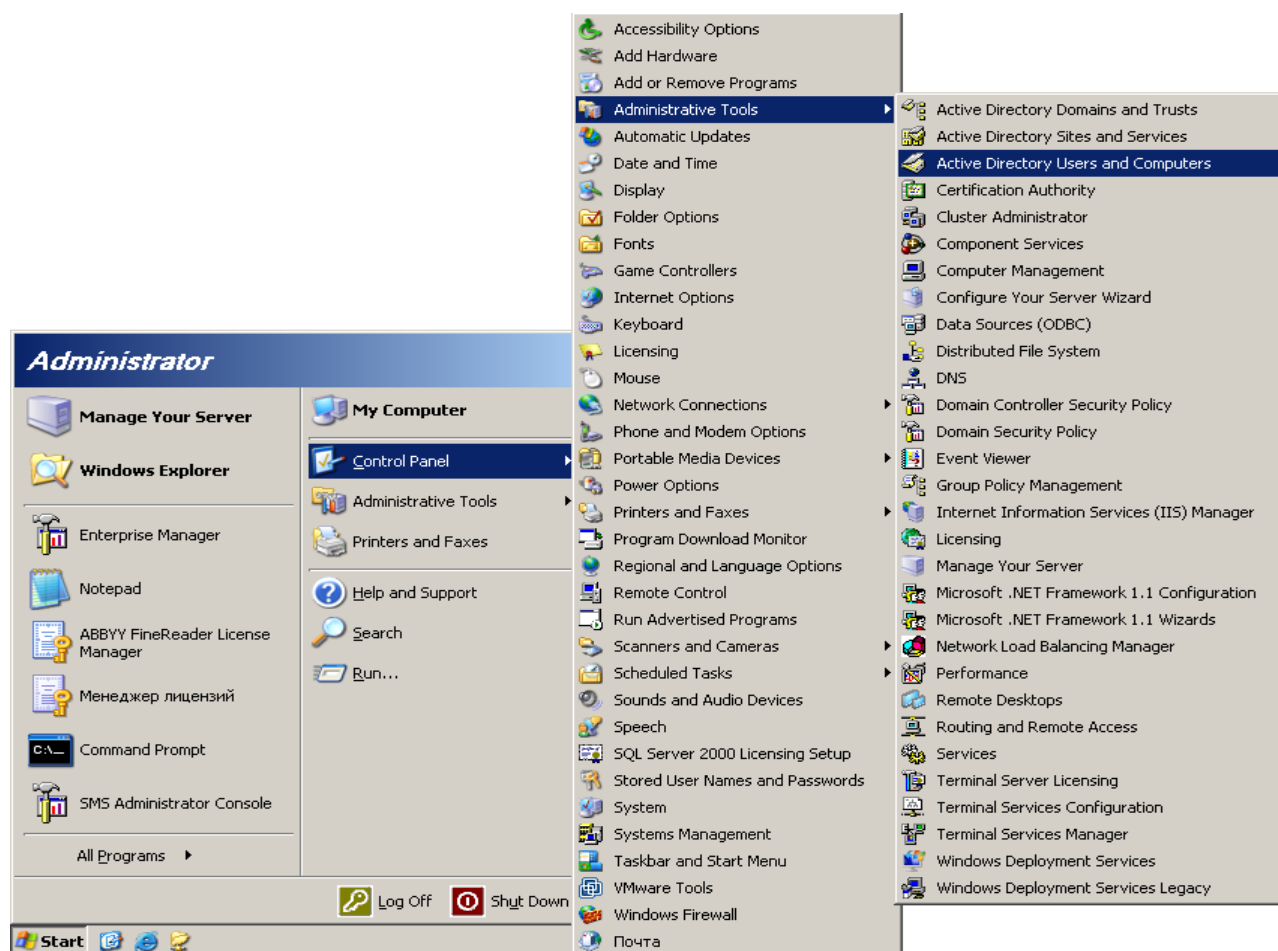 Administrator
Manage Your Server
Windows Explorer
Enterprise Manager
Notepad
ABBYY FineReader License
Manager
Менеджер лицензий
C:\_
Command Prompt
SMS Administrator Console
All Programs
My Computer
Control Panel
Administrative Tools
Printers and Faxes
Help and Support
Search
Run...
Log Off
Shut Down
Start
Accessibility Options
Add Hardware
Add or Remove Programs
Administrative Tools
Automatic Updates
Date and Time
Display
Folder Options
Fonts
Game Controllers
Internet Options
Keyboard
Licensing
Mouse
Network Connections
Phone and Modem Options
Portable Media Devices
Power Options
Printers and Faxes
Program Download Monitor
Regional and Language Options
Remote Control
Run Advertised Programs
Scanners and Cameras
Scheduled Tasks
Sounds and Audio Devices
Speech
SQL Server 2000 Licensing Setup
Stored User Names and Passwords
System
Systems Management
Taskbar and Start Menu
VMware Tools
Windows Firewall
Почта
Active Directory Domains and Trusts
Active Directory Sites and Services
Active Directory Users and Computers
Certification Authority
Cluster Administrator
Component Services
Computer Management
Configure Your Server Wizard
Data Sources (ODBC)
Distributed File System
DNS
Domain Controller Security Policy
Domain Security Policy
Event Viewer
Group Policy Management
Internet Information Services (IIS) Manager
Licensing
Manage Your Server
Microsoft .NET Framework 1.1 Configuration
Microsoft .NET Framework 1.1 Wizards
Network Load Balancing Manager
Performance
Remote Desktops
Routing and Remote Access
Services
Terminal Server Licensing
Terminal Services Configuration
Terminal Services Manager
Windows Deployment Services
Windows Deployment Services Legacy